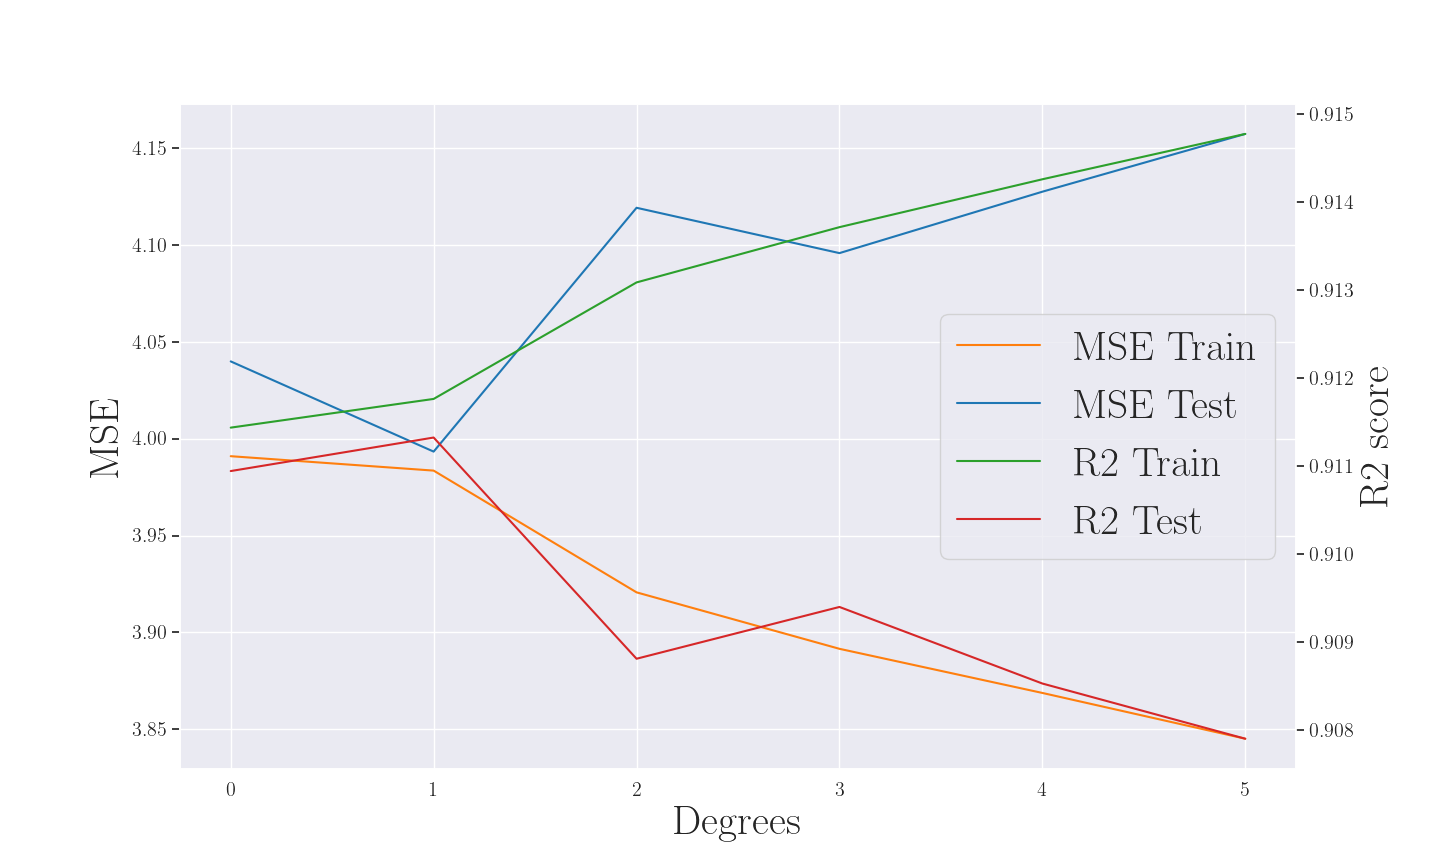 4.15
4.10
4.05
4.00
3.95
3.90
3.85
MSE
0.915
0.914
0.913
0.912
0.911
0.910
0.909
0.908
R2 score
MSE Train
MSE Test
R2 Train
R2 Test
0 1 2 3 4 5
Degrees